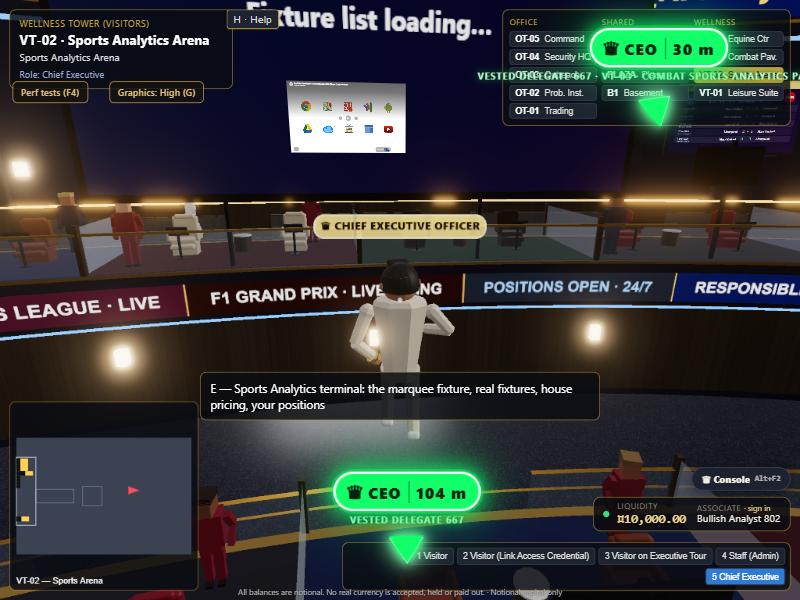 WELLNESS TOWER (VISITORS)
VT-02 · Sports Analytics Arena
Sports Analytics Arena
Role: Chief Executive
H · Help
Perf tests (F4)
Graphics: High (G)
Fixture list loading...
OFFICE
SHARED
WELLNESS
OT-05 Command
OT-04 Security HQ
OT-02 Prob. Inst.
OT-01 Trading
B1 Basement
Equine Ctr
Combat Pav.
VT-01 Leisure Suite
♛ CEO | 30 m
VESTED DELEGATE 667 · VT-03 · COMBAT SPORTS ANALYTICS
♛ CHIEF EXECUTIVE OFFICER
S LEAGUE · LIVE
F1 GRAND PRIX · LIVE
NG
POSITIONS OPEN · 24/7
RESPONSIBL
E — Sports Analytics terminal: the marquee fixture, real fixtures, house
pricing, your positions
♛ CEO | 104 m
VESTED DELEGATE 667
♛ Console Alt+F2
LIQUIDITY
10,000.00
ASSOCIATE · sign in
Bullish Analyst 802
1 Visitor
2 Visitor (Link Access Credential)
3 Visitor on Executive Tour
4 Staff (Admin)
5 Chief Executive
VT-02 — Sports Arena
All balances are notional. No real currency is accepted, held or paid out. · Notional
only